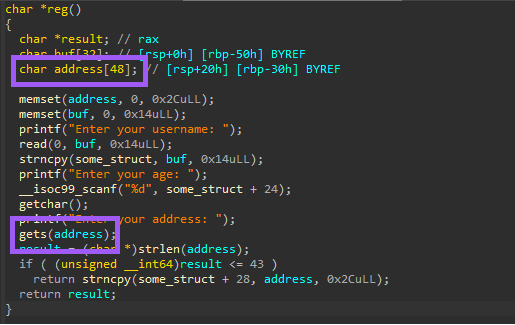 char *reg()
{
char *result; // rax
char buf[32]; // [rsp+0h] [rbp-50h] BYREF
char address[48]; // [rsp+20h] [rbp-30h] BYREF
memset(address, 0, 0x2CuLL);
memset(buf, 0, 0x14uLL);
printf("Enter your username: ");
read(0, buf, 0x14uLL);
strncpy(some_struct, buf, 0x14uLL);
printf("Enter your age: ");
__isoc99_scanf("%d", some_struct + 24);
getchar();
printf("Enter your address: ");
gets(address);
result = (char *)strlen(address);
if ( (unsigned __int64)result <= 43 )
return strncpy(some_struct + 28, address, 0x2CuLL);
return result;
}